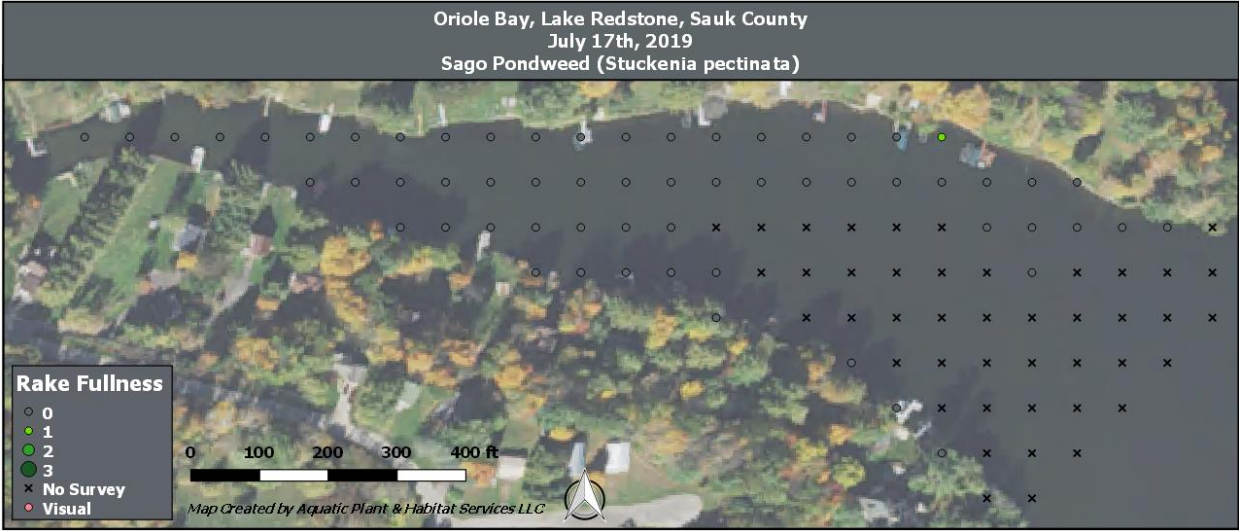 Oriole Bay, Lake Redstone, Sauk County
July 17th, 2019
Sago Pondweed (Stuckenia pectinata)
Rake Fullness
0
1
2
3
No Survey
Visual
0 100 200 300 400 ft
Map Created by Aquatic Plant & Habitat Services LLC